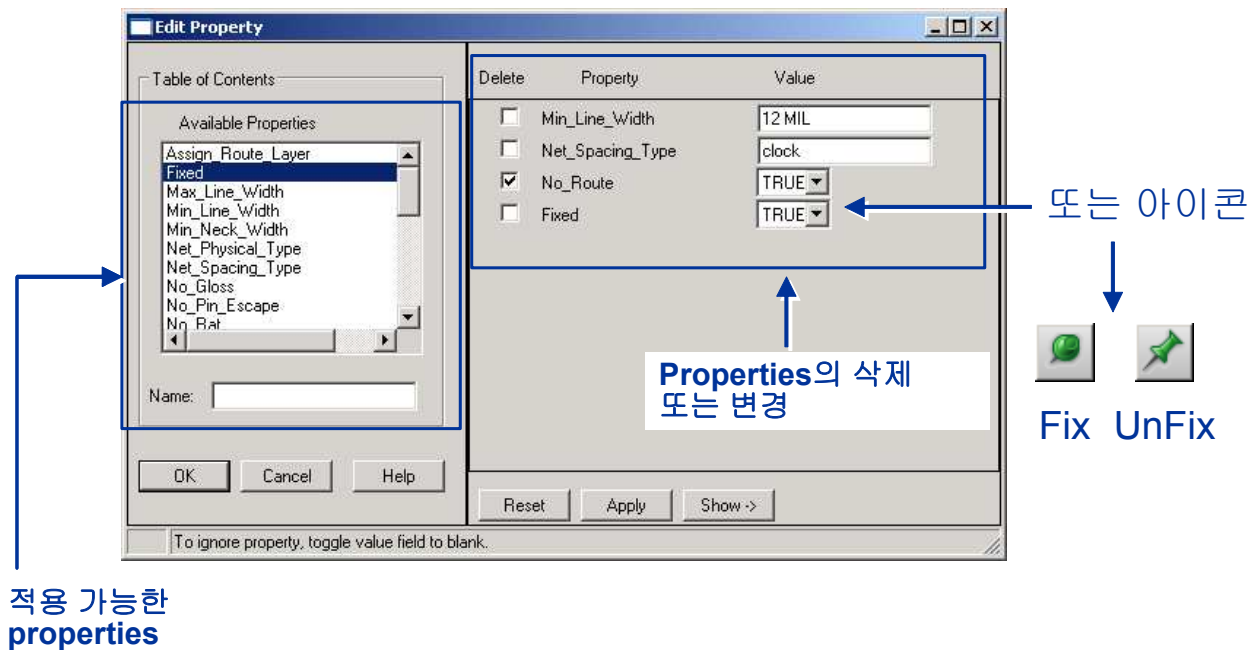 Edit Property
Table of Contents
Available Properties
Assign_Route_Layer
Fixed
Max_Line_Width
Min_Line_Width
Min_Neck_Width
Net_Physical_Type
Net_Spacing_Type
No_Gloss
No_Pin_Escape
No_Rat
Name:
OK Cancel Help
Delete Property Value
Min_Line_Width 12 MIL
Net_Spacing_Type clock
No_Route TRUE
Fixed TRUE
Properties의 삭제
또는 변경
Reset Apply Show ->
To ignore property, toggle value field to blank.
또는 아이콘
Fix UnFix
적용 가능한
properties